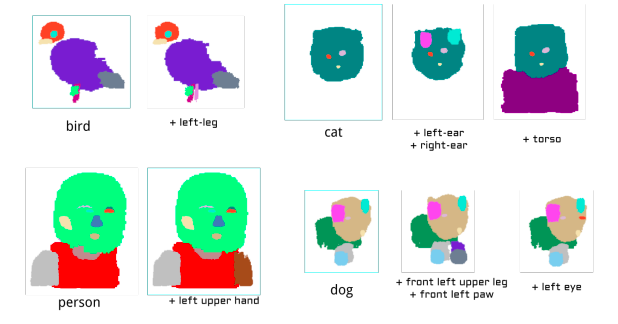 bird
+ left-leg
cat
+ left-ear
+ right-ear
+ torso
person
+ left upper hand
dog
+ front left upper leg
+ front left paw
+ left eye